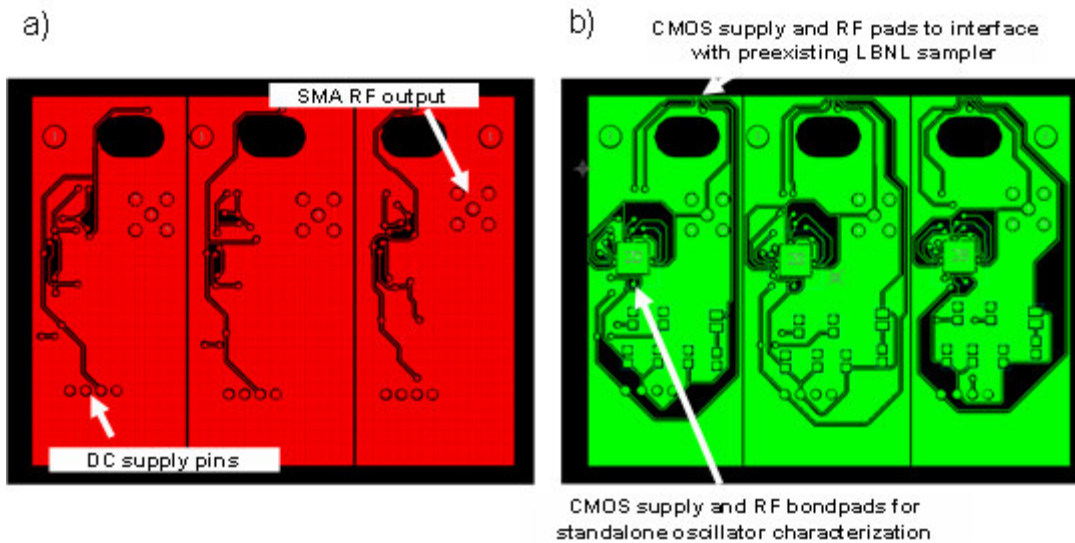 a)
SMA RF output
DC supply pins
b)
CMOS supply and RF pads to interface
with preexisting LBNL sampler
CMOS supply and RF bondpads for
standalone oscillator characterization